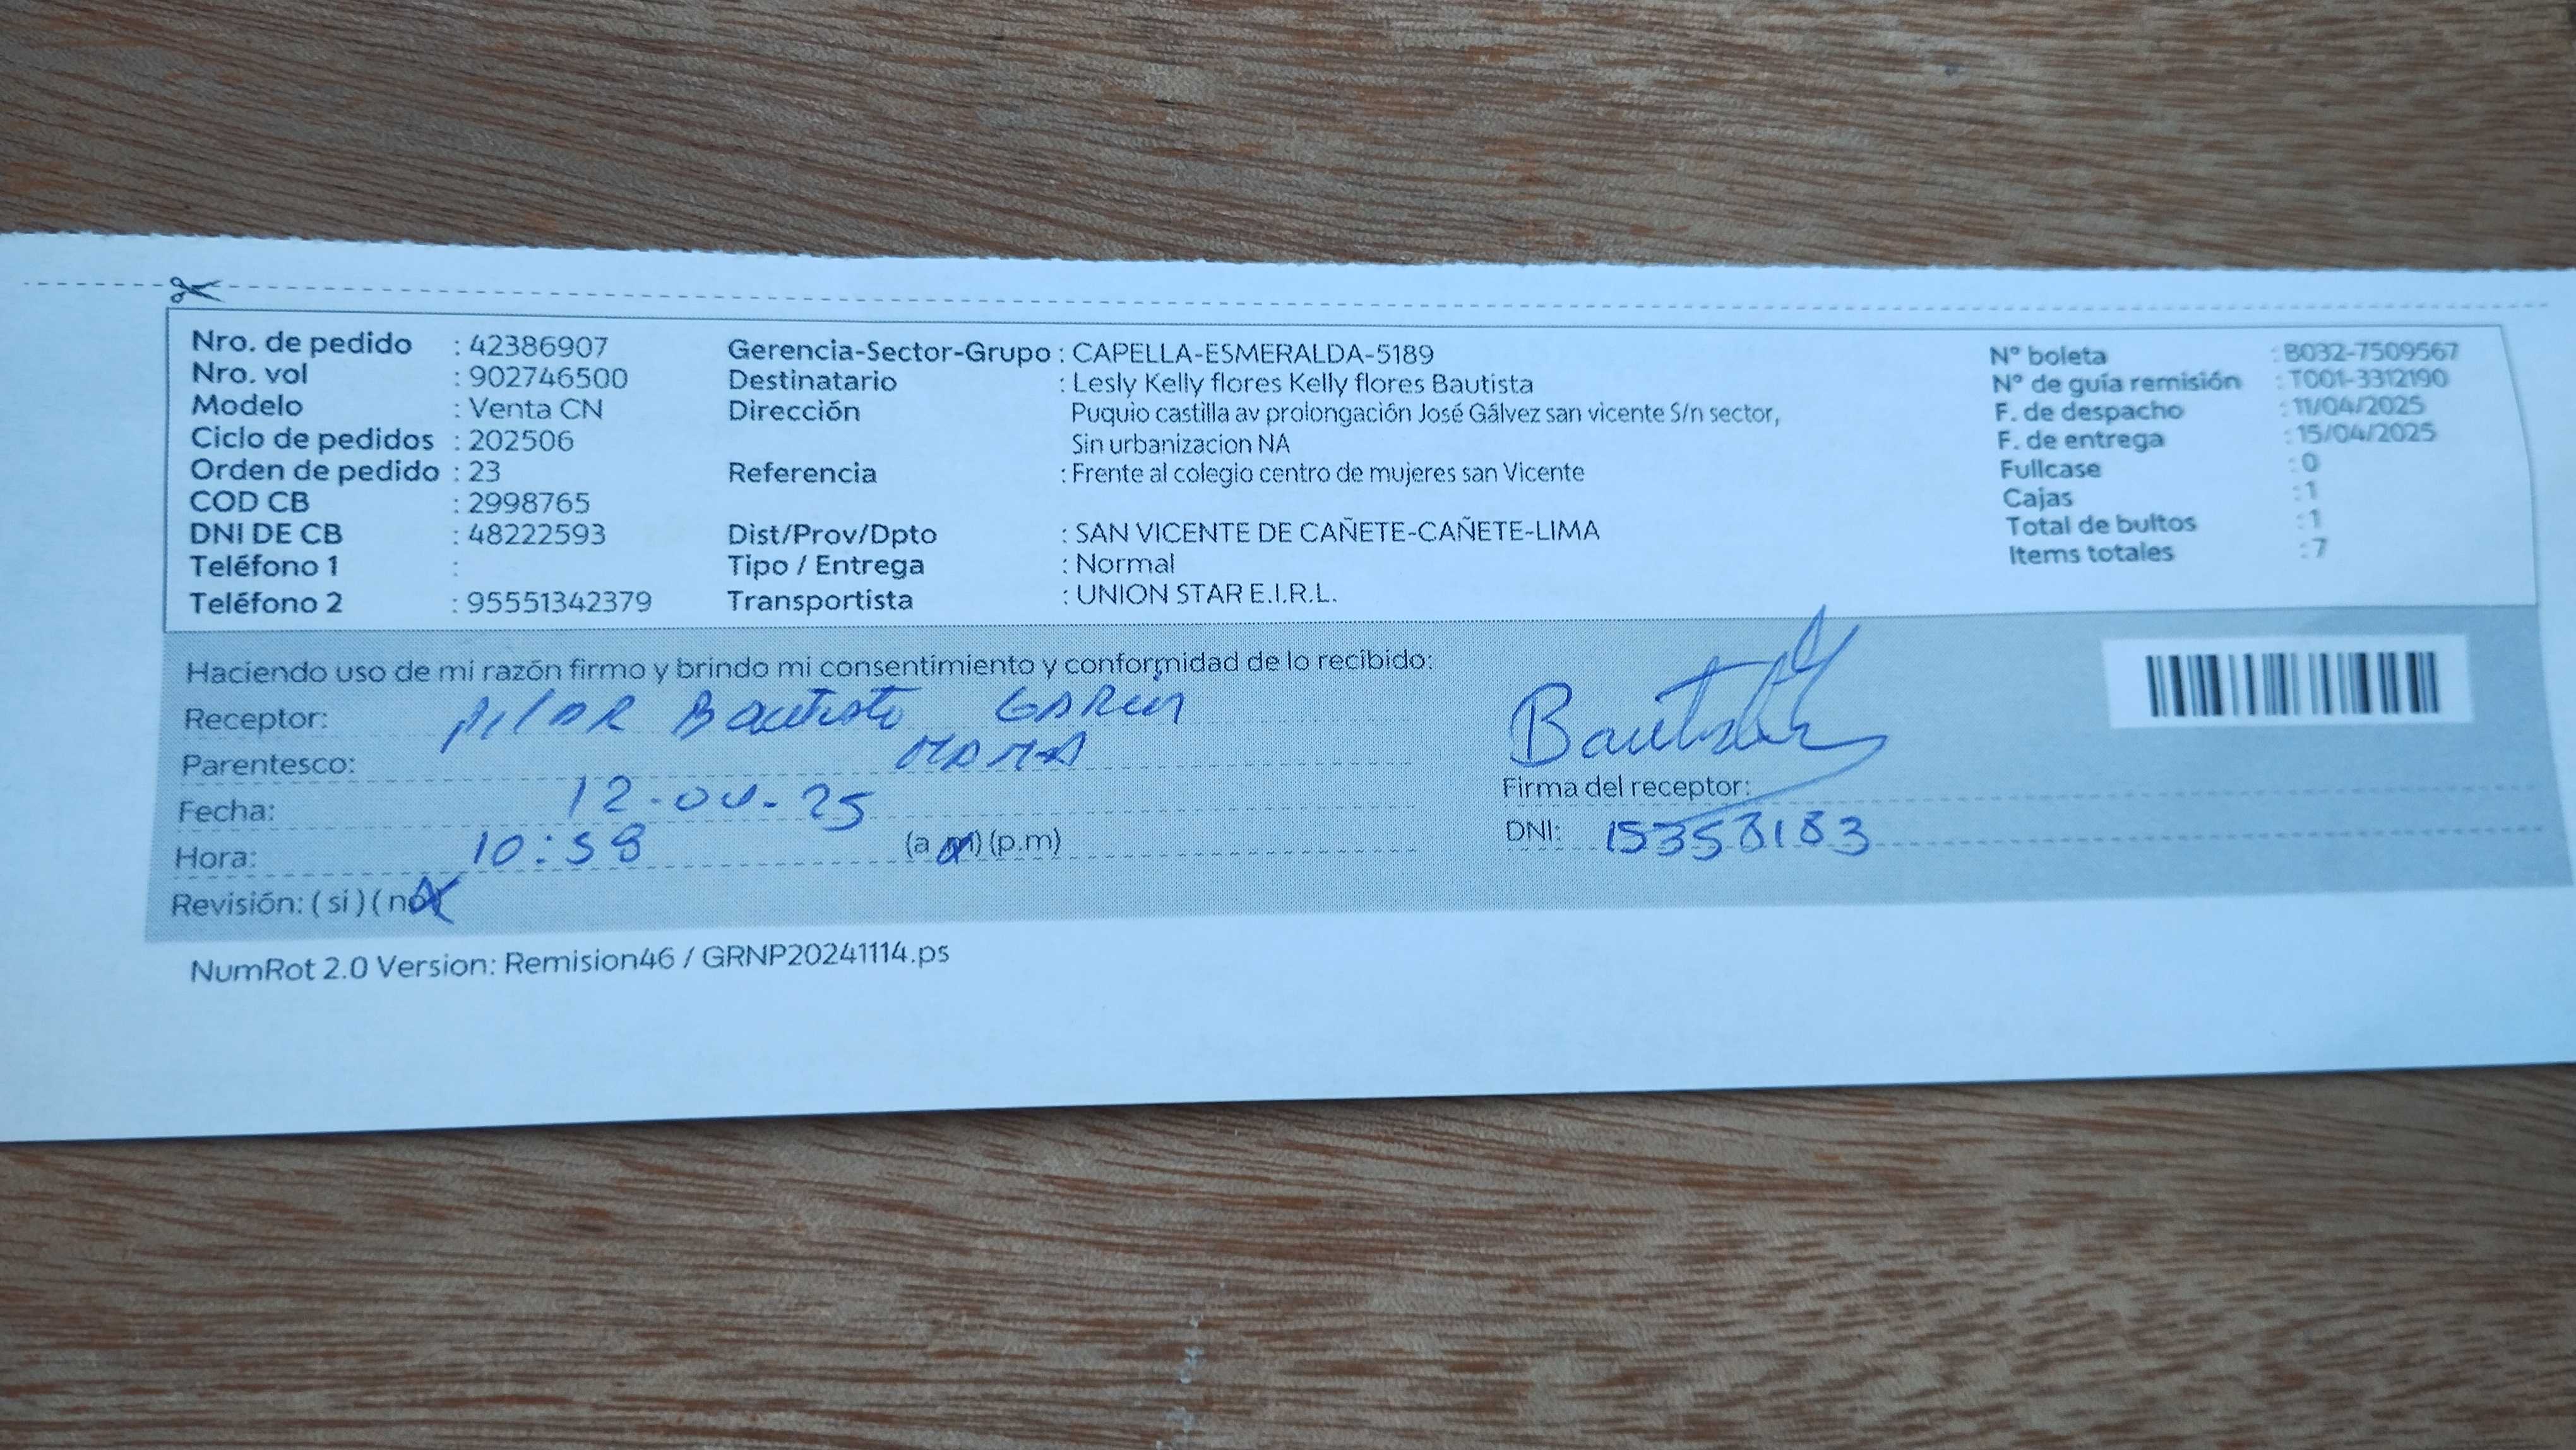 Nro. de pedido : 42386907
Nro. vol : 902746500
Modelo : Venta CN
Ciclo de pedidos : 202506
Orden de pedido : 23
COD CB : 2998765
DNI DE CB : 48222593
Teléfono 1 :
Teléfono 2 : 95551342379
Gerencia-Sector-Grupo : CAPELLA-ESMERALDA-5189
Destinatario : Lesly Kelly flores Kelly flores Bautista
Dirección Puquio castilla av prolongación José Gálvez san vicente S/n sector,
Sin urbanizacion NA
Referencia : Frente al colegio centro de mujeres san Vicente
Dist/Prov/Dpto : SAN VICENTE DE CAÑETE-CAÑETE-LIMA
Tipo / Entrega : Normal
Transportista : UNION STAR E.I.R.L.
N° boleta : B032-7509567
N° de guía remisión : T001-3312190
F. de despacho : 11/04/2025
F. de entrega : 15/04/2025
Fullcase : 0
Cajas : 1
Total de bultos : 1
Items totales : 7
Haciendo uso de mi razón firmo y brindo mi consentimiento y conformidad de lo recibido:
Receptor: Pilar Bautista
Parentesco: MAMA
Fecha: 12-04-25
Hora: 10:58 (a.m) (p.m)
Revisión: ( si ) ( no )
Bautista
Firma del receptor:
DNI: 15358183
NumRot 2.0 Version: Remision46 / GRNP20241114.ps